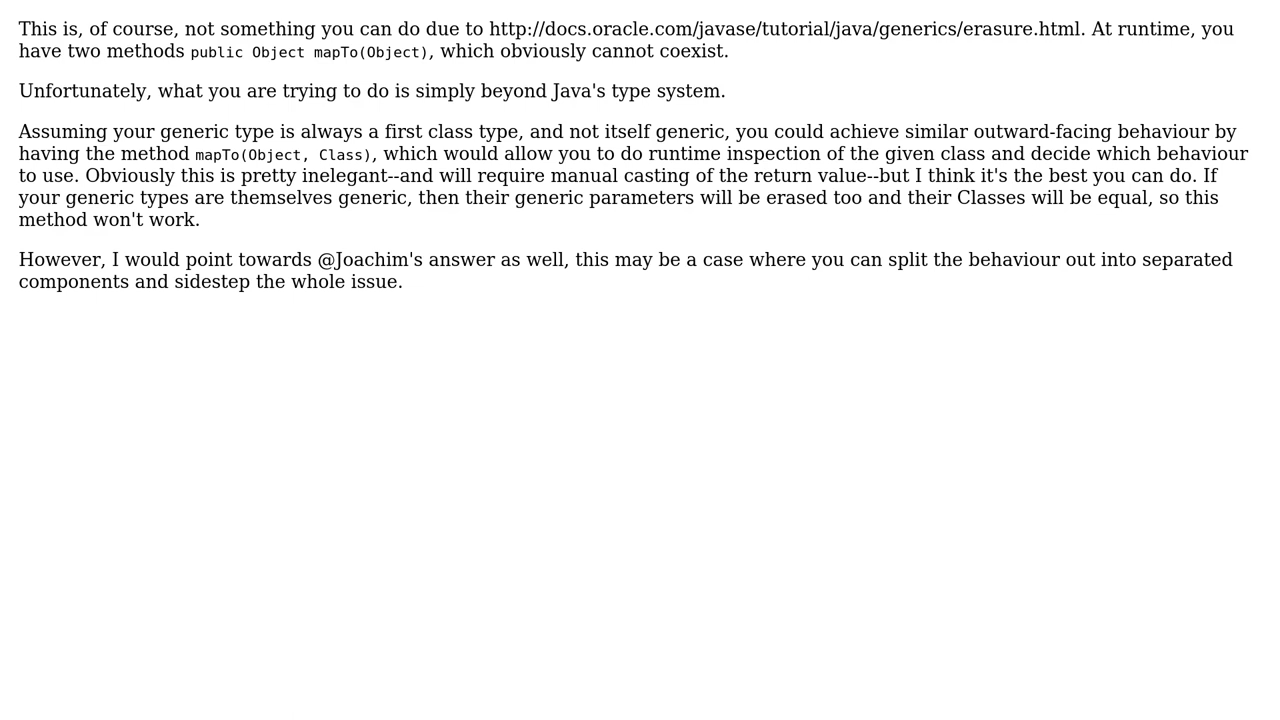 This is, of course, not something you can do due to http://docs.oracle.com/javase/tutorial/java/generics/erasure.html. At runtime, you
have two methods public Object mapTo(Object), which obviously cannot coexist.
Unfortunately, what you are trying to do is simply beyond Java's type system.
Assuming your generic type is always a first class type, and not itself generic, you could achieve similar outward-facing behaviour by
having the method mapTo(Object, Class), which would allow you to do runtime inspection of the given class and decide which behaviour
to use. Obviously this is pretty inelegant--and will require manual casting of the return value--but I think it's the best you can do. If
your generic types are themselves generic, then their generic parameters will be erased too and their Classes will be equal, so this
method won't work.
However, I would point towards @Joachim's answer as well, this may be a case where you can split the behaviour out into separated
components and sidestep the whole issue.